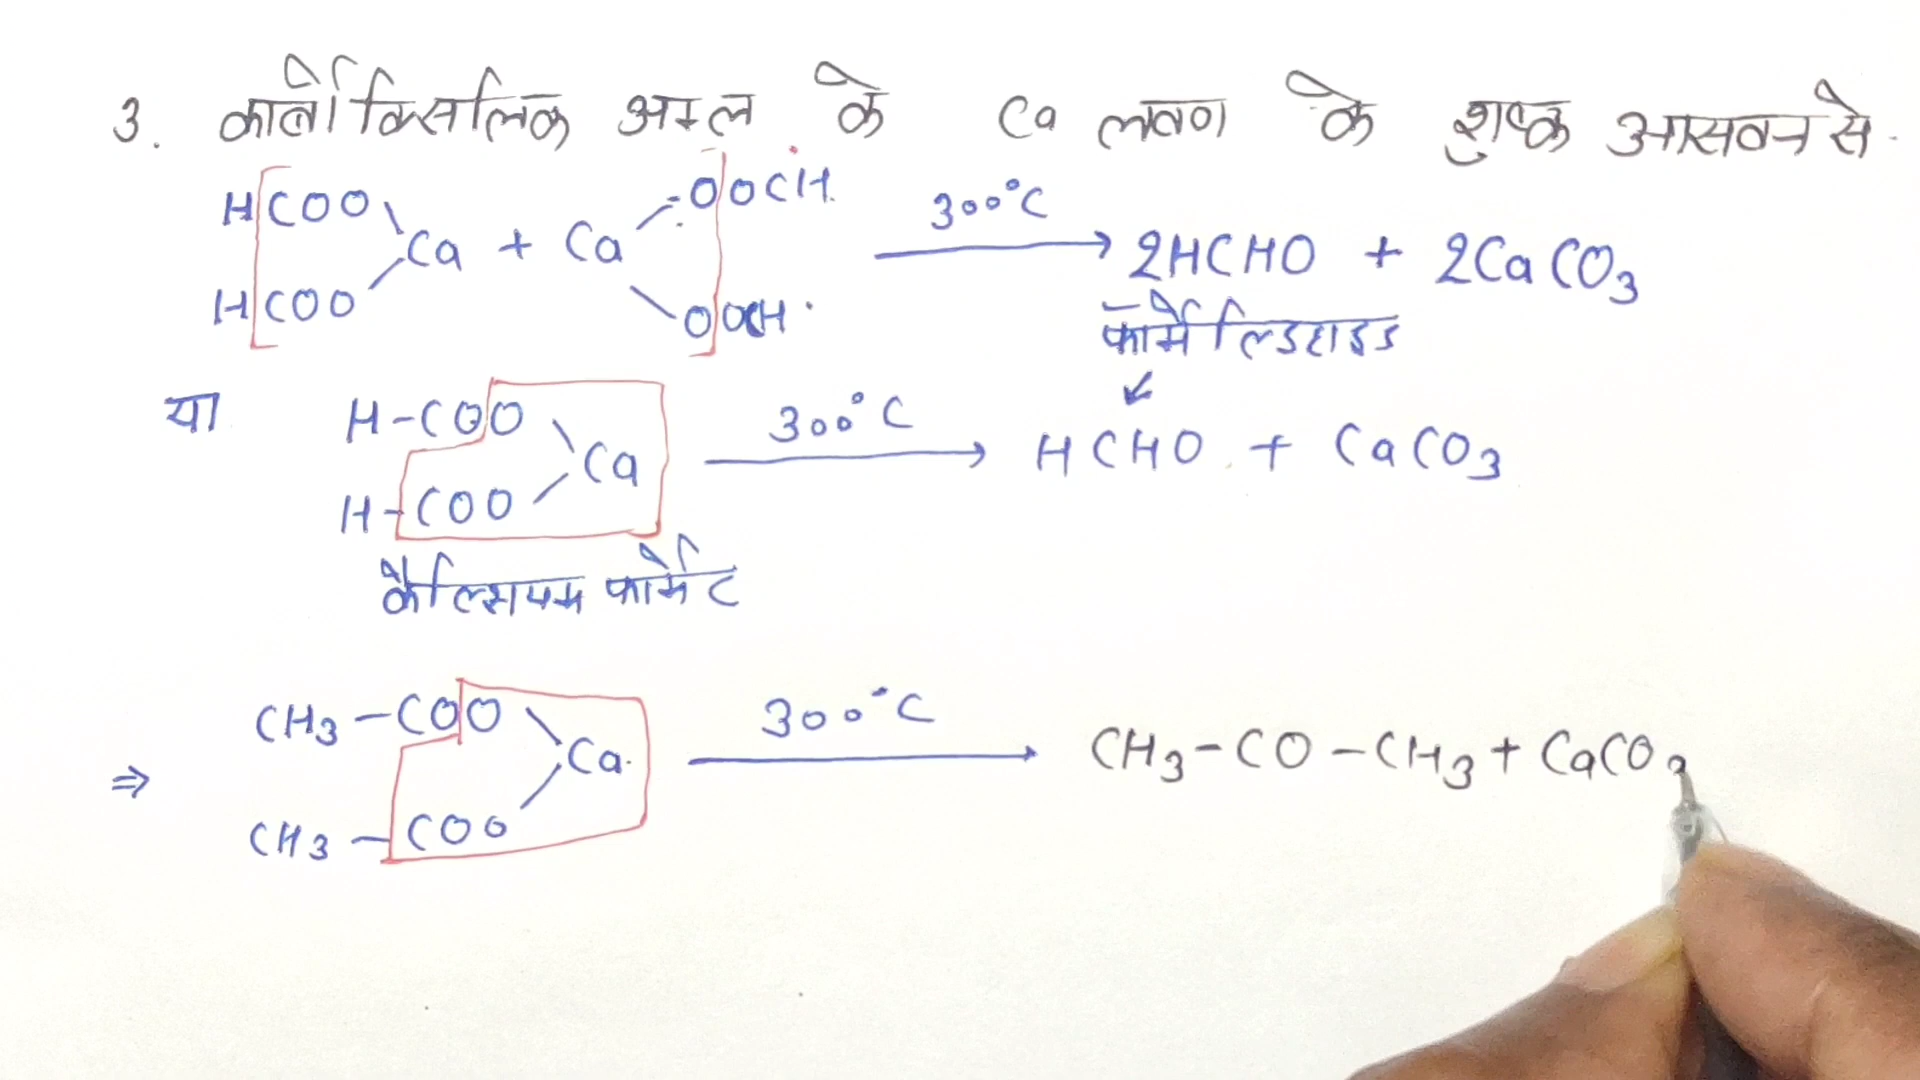 3. कार्बोक्सिलिक अम्ल के Ca लवण के शुष्क आसवन से.
HCOO\ Ca + Ca OOCH 300°C → 2HCHO + 2CaCO3
HCOO/ OOCH
फार्मेल्डिहाइड
या H-COO\ Ca 300°C → HCHO + CaCO3
H-COO/
कैल्सियम फार्मेट
⇒ CH3-COO\ Ca 300°C → CH3-CO-CH3 + CaCO3
CH3-COO/